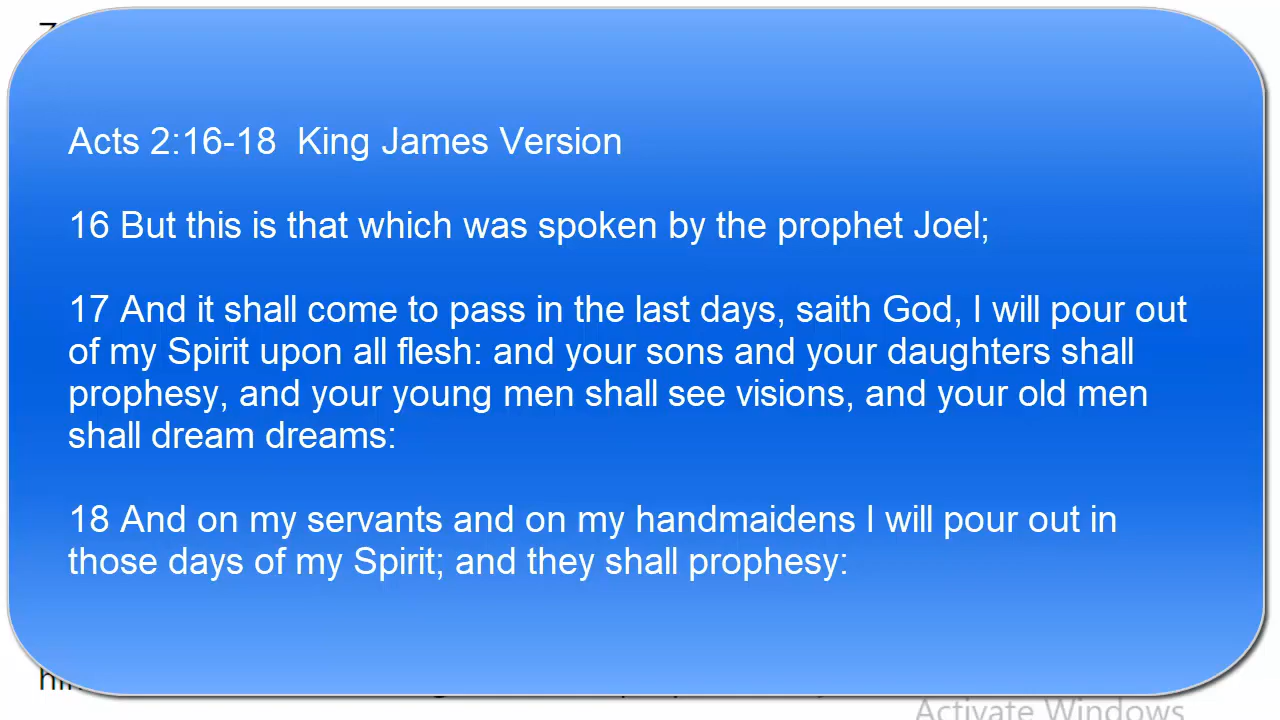 Acts 2:16-18 King James Version
16 But this is that which was spoken by the prophet Joel;
17 And it shall come to pass in the last days, saith God, I will pour out
of my Spirit upon all flesh: and your sons and your daughters shall
prophesy, and your young men shall see visions, and your old men
shall dream dreams:
18 And on my servants and on my handmaidens I will pour out in
those days of my Spirit; and they shall prophesy:
Activate Windows